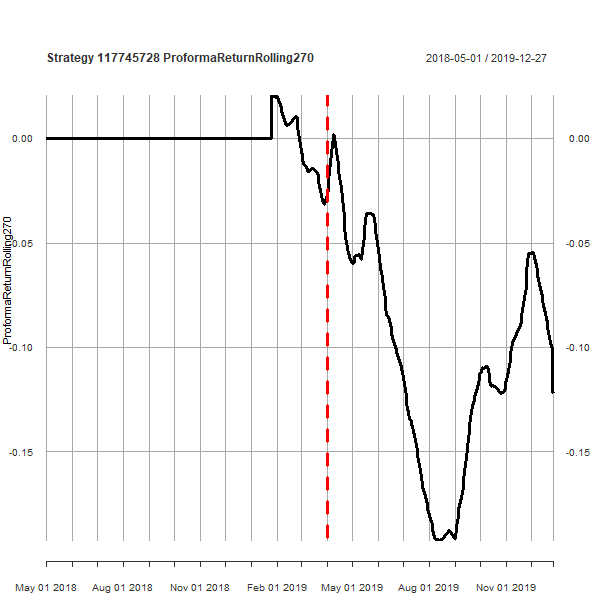 Strategy 117745728 ProformaReturnRolling270 2018-05-01 / 2019-12-27
0.00 0.00
-0.05 -0.05
ProformaReturnRolling270
-0.10 -0.10
-0.15 -0.15
May 01 2018 Aug 01 2018 Nov 01 2018 Feb 01 2019 May 01 2019 Aug 01 2019 Nov 01 2019